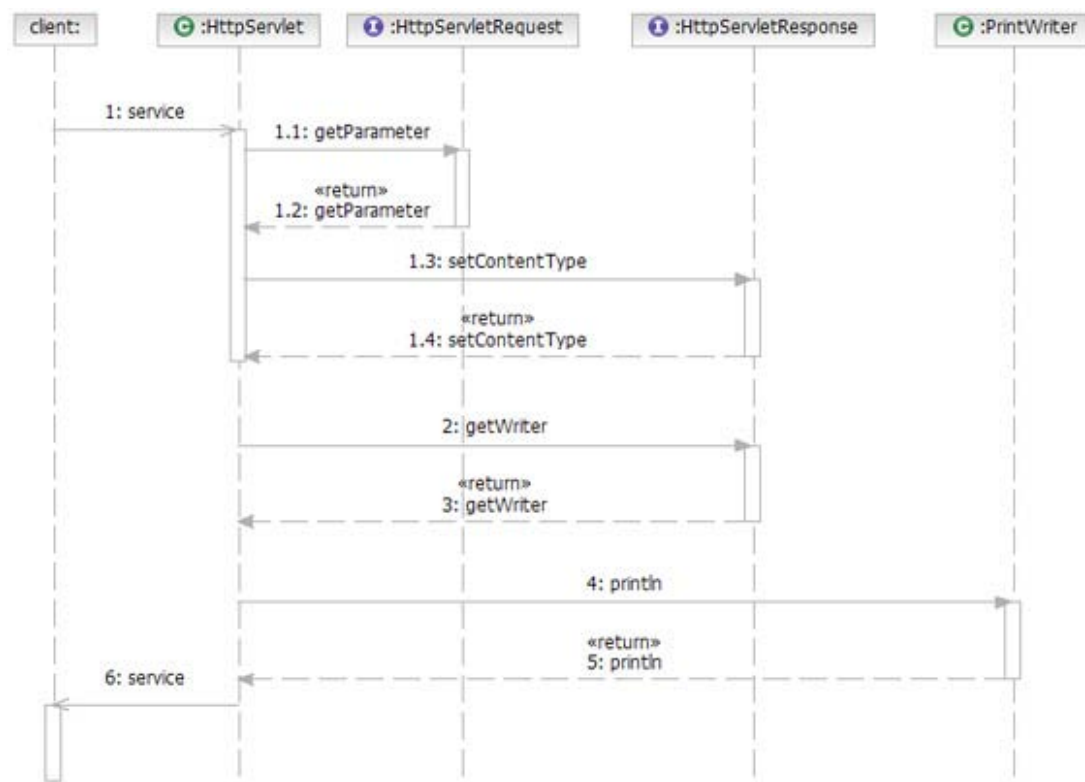 client:
C :HttpServlet
I :HttpServletRequest
I :HttpServletResponse
C :PrintWriter
1: service
1.1: getParameter
«return»
1.2: getParameter
1.3: setContentType
«return»
1.4: setContentType
2: getWriter
«return»
3: getWriter
4: println
«return»
5: println
6: service